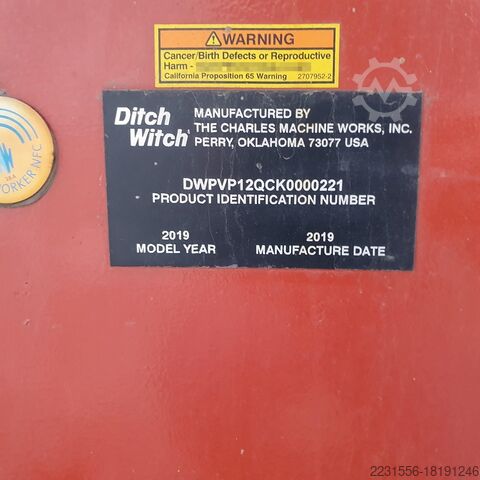 WARNING
Cancer/Birth Defects or Reproductive
Harm -
California Proposition 65 Warning 2707952-2
Ditch
Witch
MANUFACTURED BY
THE CHARLES MACHINE WORKS, INC.
PERRY, OKLAHOMA 73077 USA
DWPVP12QCK0000221
PRODUCT IDENTIFICATION NUMBER
2019
MODEL YEAR
2019
MANUFACTURE DATE
ORKER NFC
2231556-18191246